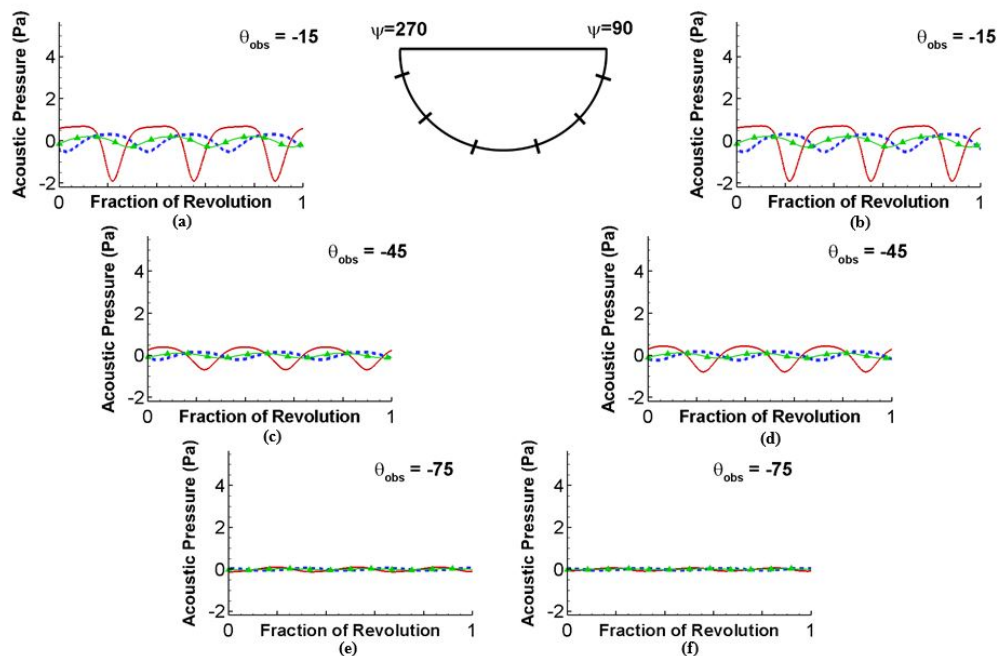 θobs = -15
Acoustic Pressure (Pa)
4
2
0
-2
0
Fraction of Revolution
1
(a)
ψ=270
ψ=90
θobs = -15
Acoustic Pressure (Pa)
4
2
0
-2
0
Fraction of Revolution
1
(b)
θobs = -45
Acoustic Pressure (Pa)
4
2
0
-2
0
Fraction of Revolution
1
(c)
θobs = -45
Acoustic Pressure (Pa)
4
2
0
-2
0
Fraction of Revolution
1
(d)
θobs = -75
Acoustic Pressure (Pa)
4
2
0
-2
0
Fraction of Revolution
1
(e)
θobs = -75
Acoustic Pressure (Pa)
4
2
0
-2
0
Fraction of Revolution
1
(f)